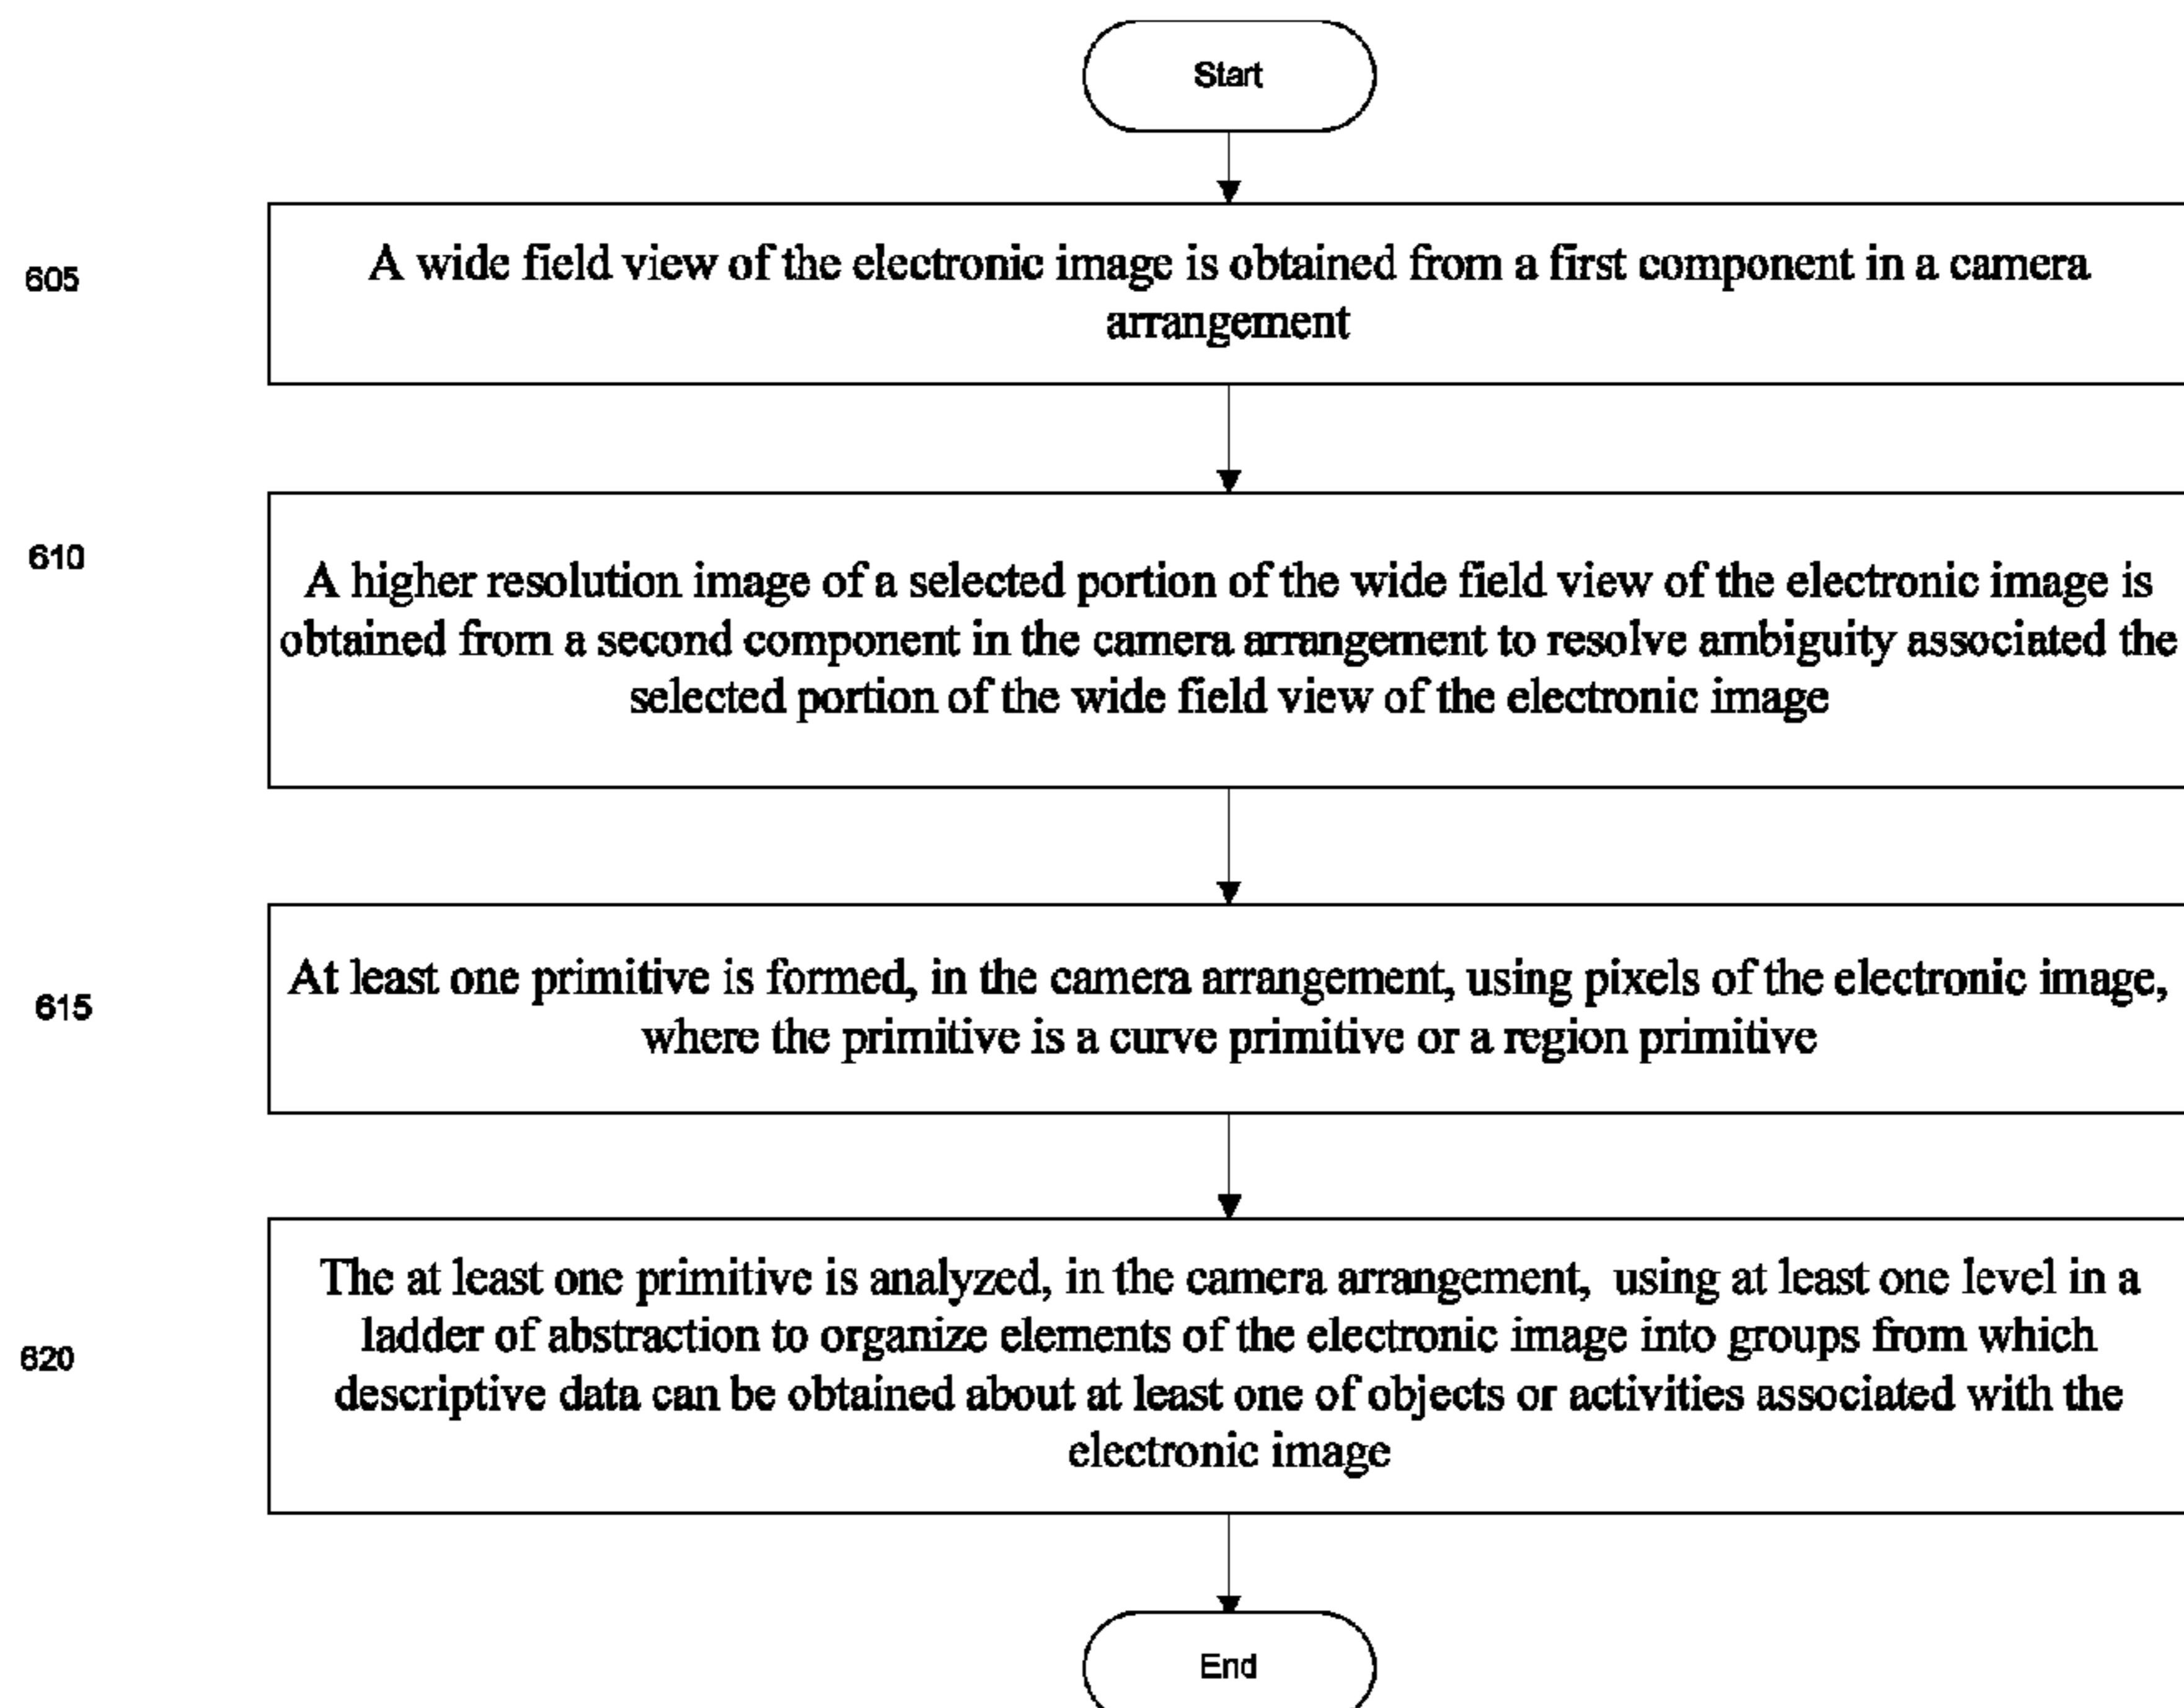 Start
605
A wide field view of the electronic image is obtained from a first component in a camera
arrangement
610
A higher resolution image of a selected portion of the wide field view of the electronic image is
obtained from a second component in the camera arrangement to resolve ambiguity associated the
selected portion of the wide field view of the electronic image
615
At least one primitive is formed, in the camera arrangement, using pixels of the electronic image,
where the primitive is a curve primitive or a region primitive
620
The at least one primitive is analyzed, in the camera arrangement, using at least one level in a
ladder of abstraction to organize elements of the electronic image into groups from which
descriptive data can be obtained about at least one of objects or activities associated with the
electronic image
End